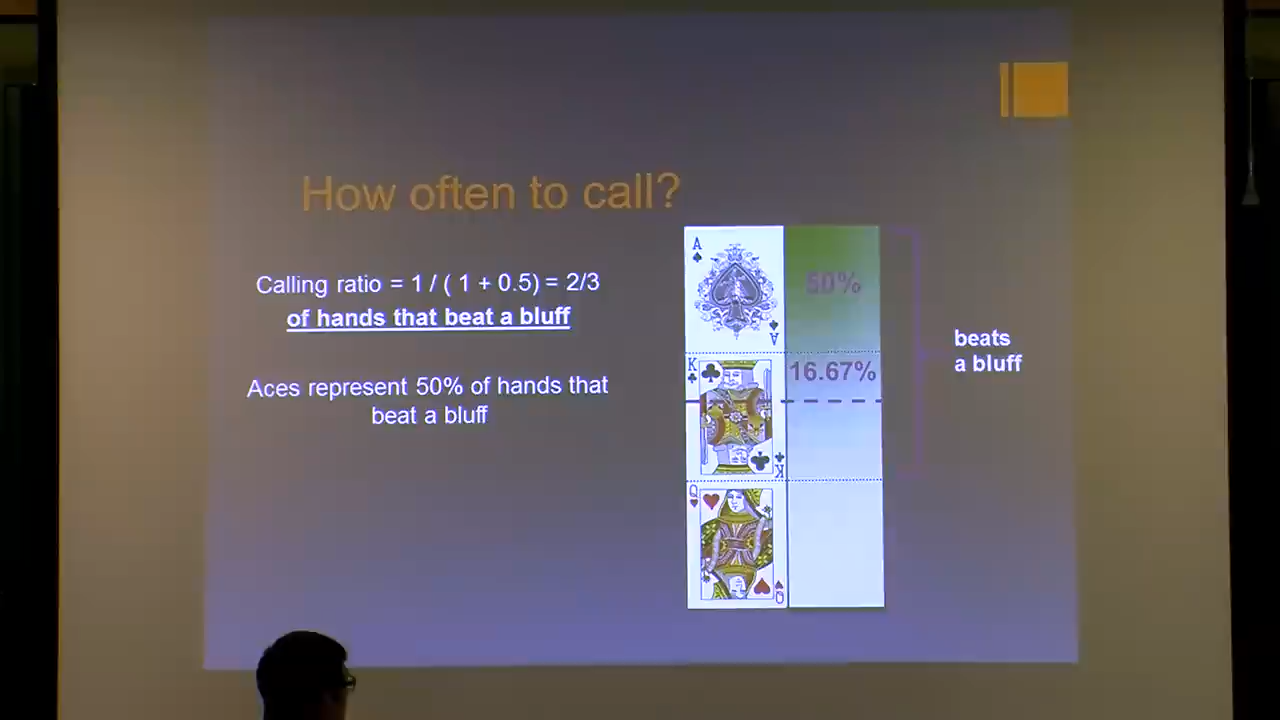 How often to call?
Calling ratio = 1 / ( 1 + 0.5) = 2/3
of hands that beat a bluff
Aces represent 50% of hands that
beat a bluff
A
50%
A
K
16.67%
K
Q
Q
beats
a bluff